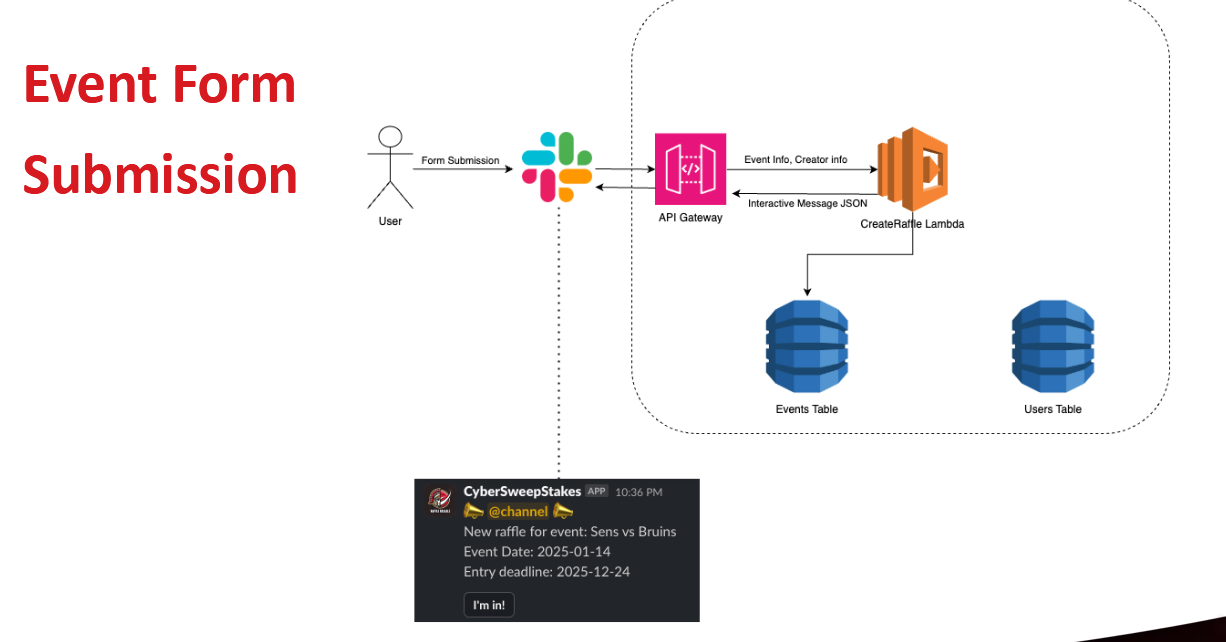 Event Form
Submission
Form Submission
User
</>
API Gateway
Event Info, Creator info
Interactive Message JSON
CreateRaffle Lambda
Events Table
Users Table
CyberSweepStakes APP 10:36 PM
@channel
New raffle for event: Sens vs Bruins
Event Date: 2025-01-14
Entry deadline: 2025-12-24
I'm in!